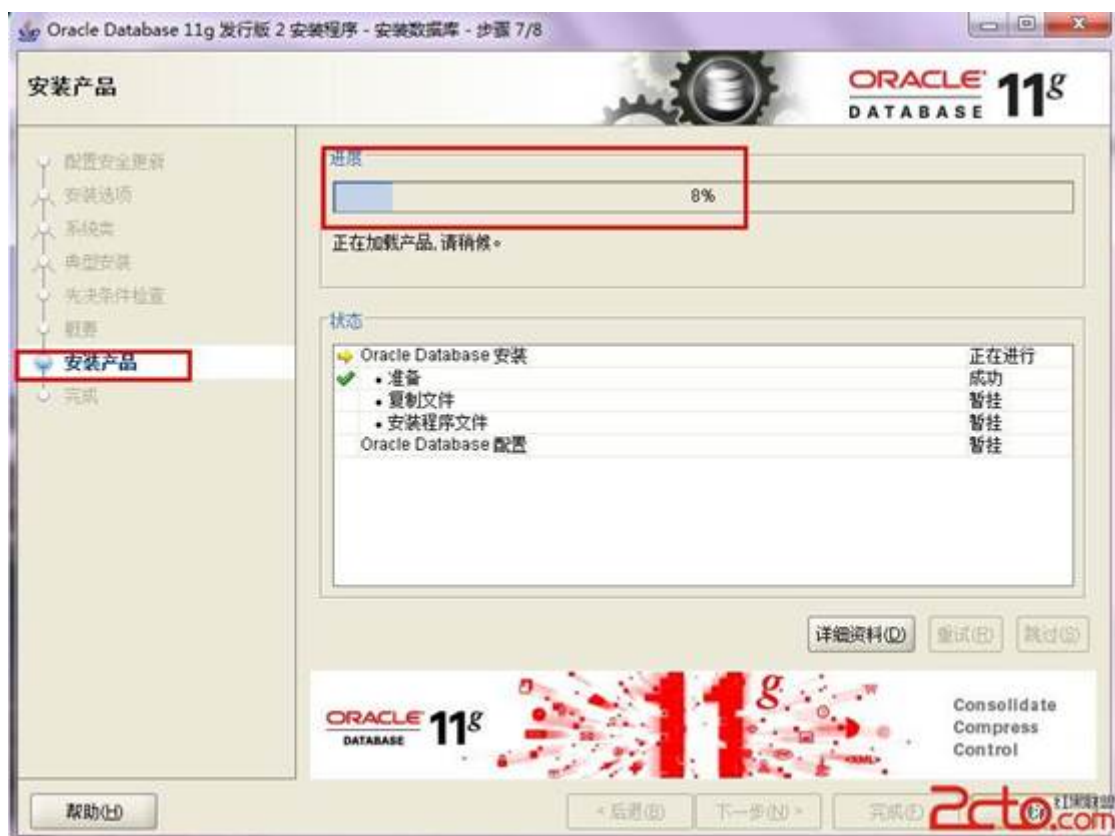 Oracle Database 11g 发行版 2 安装程序 - 安装数据库 - 步骤 7/8
安装产品
ORACLE 11g
DATABASE
配置安全更新
安装选项
系统类
典型安装
先决条件检查
概要
安装产品
完成
进展
8%
正在加载产品, 请稍候。
状态
Oracle Database 安装 正在进行
• 准备 成功
• 复制文件 暂挂
• 安装程序文件 暂挂
Oracle Database 配置 暂挂
详细资料(D) 重试(R) 跳过(S)
ORACLE 11g
DATABASE
11g
Consolidate
Compress
Control
帮助(H) < 后退(B) 下一步(N) > 完成(F)
2cto.com
红黑联盟